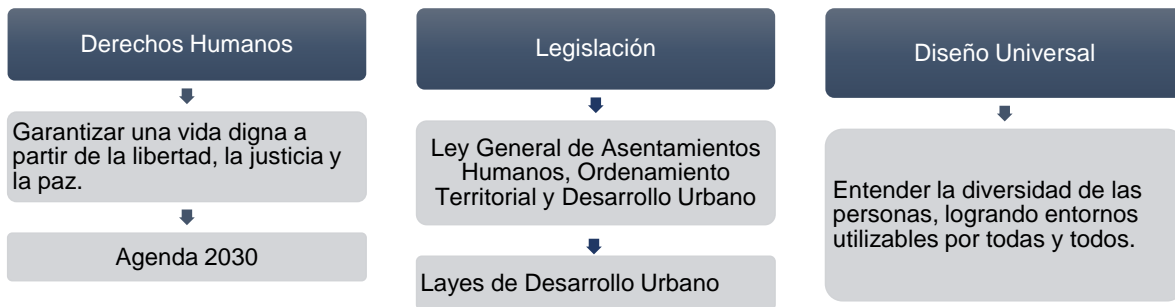 Derechos Humanos
Garantizar una vida digna a
partir de la libertad, la justicia y
la paz.
Agenda 2030
Legislación
Ley General de Asentamientos
Humanos, Ordenamiento
Territorial y Desarrollo Urbano
Layes de Desarrollo Urbano
Diseño Universal
Entender la diversidad de las
personas, logrando entornos
utilizables por todas y todos.